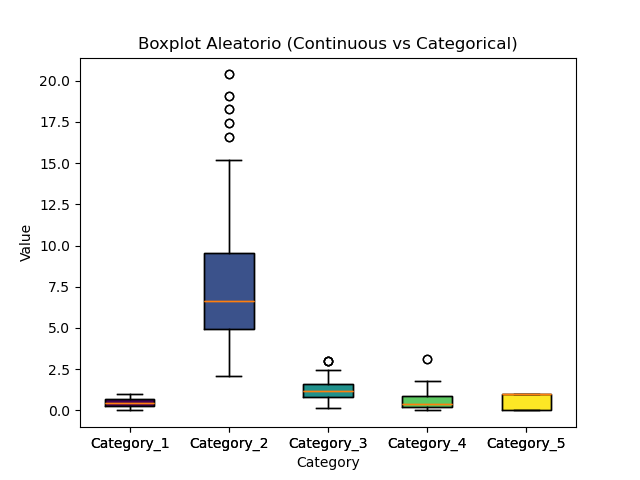 Boxplot Aleatorio (Continuous vs Categorical)
20.0
17.5
15.0
12.5
10.0
7.5
5.0
2.5
0.0
Value
Category_1 Category_2 Category_3 Category_4 Category_5
Category